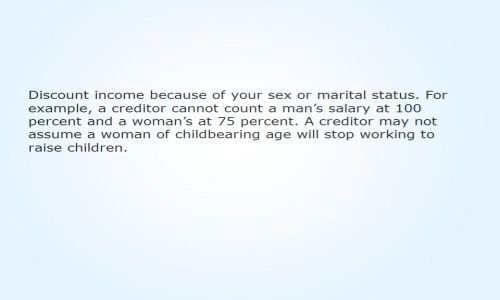 Discount income because of your sex or marital status. For
example, a creditor cannot count a man’s salary at 100
percent and a woman’s at 75 percent. A creditor may not
assume a woman of childbearing age will stop working to
raise children.